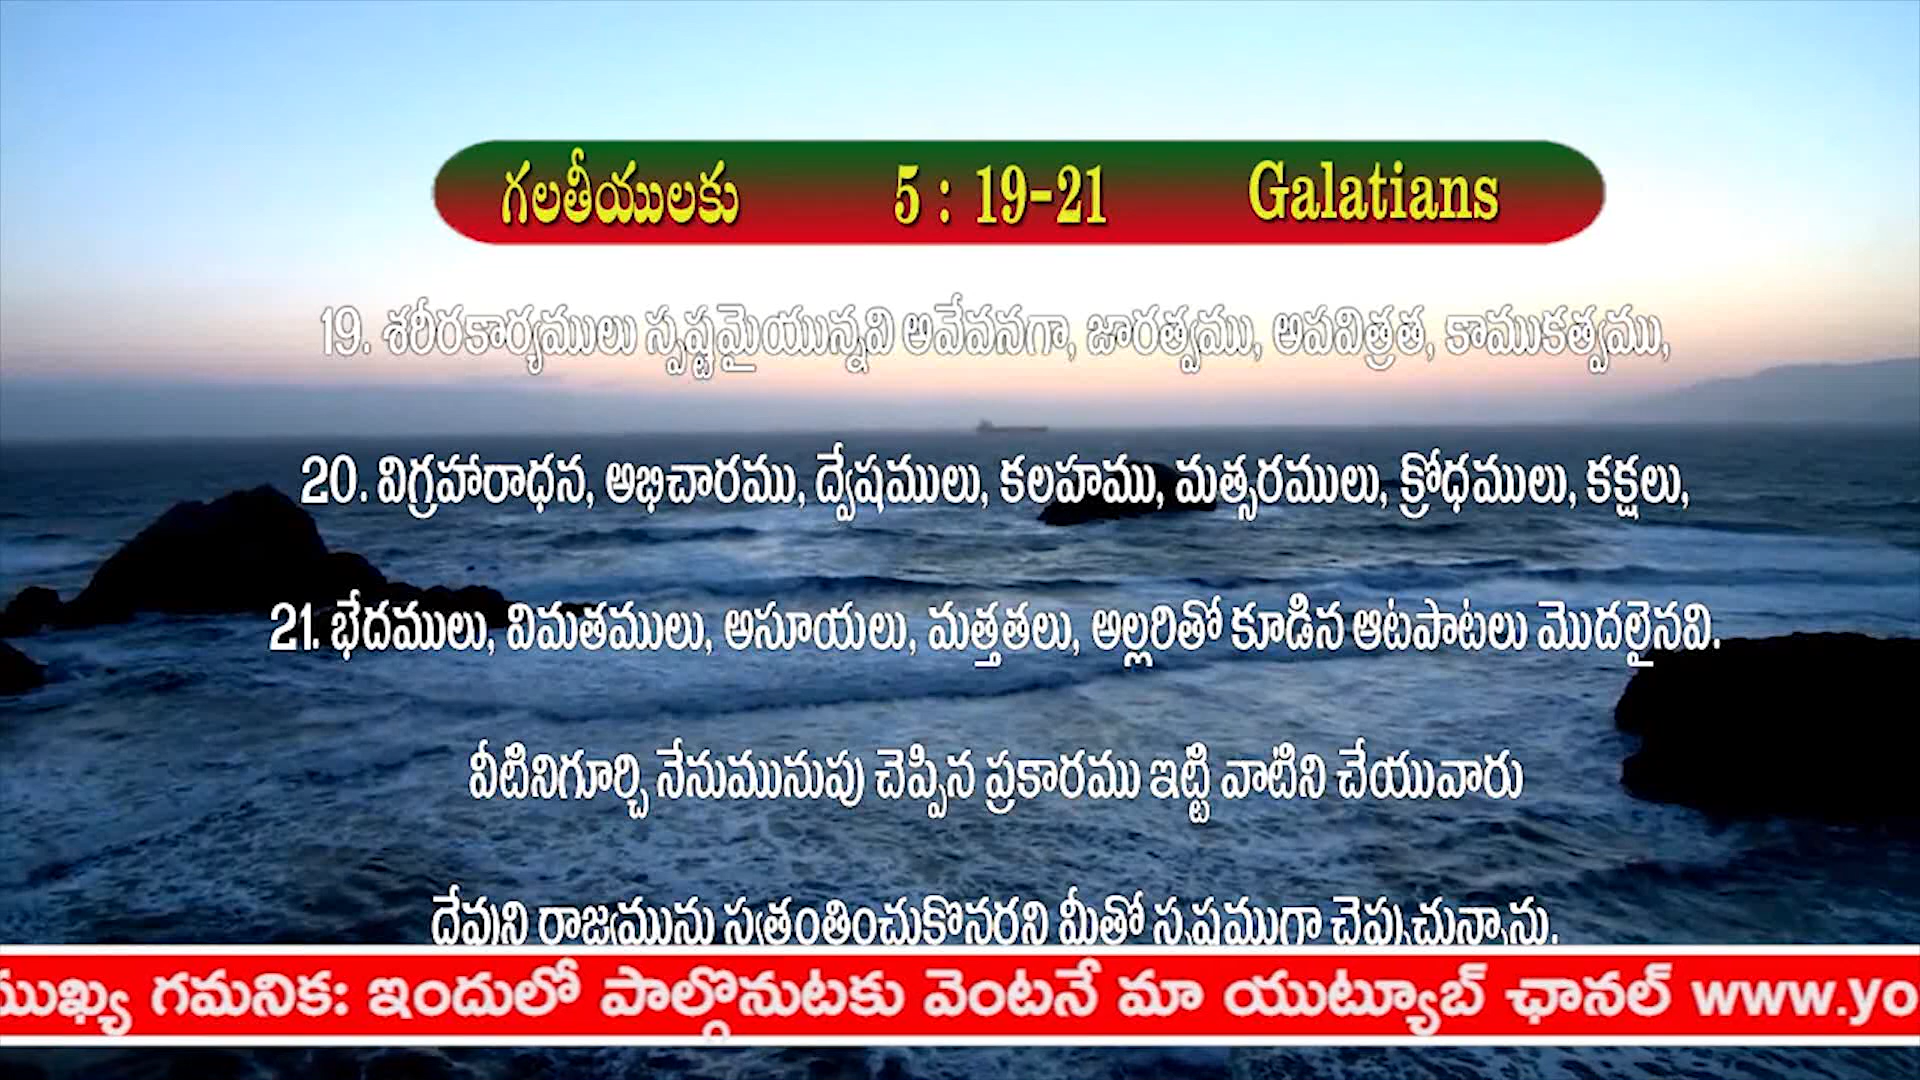 గలతీయులకు 5 : 19-21 Galatians
19. శరీరకార్యములు స్పష్టమైయున్నవి అవేవనగా, జారత్వము, అపవిత్రత, కాముకత్వము,
20. విగ్రహారాధన, అభిచారము, ద్వేషములు, కలహము, మత్సరములు, క్రోధములు, కక్షలు,
21. భేదములు, విమతములు, అసూయలు, మత్తతలు, అల్లరితో కూడిన ఆటపాటలు మొదలైనవి.
వీటినిగూర్చి నేనుమునుపు చెప్పిన ప్రకారము ఇట్టి వాటిని చేయువారు
దేవుని రాజ్యమును స్వతంత్రించుకొనరని మీతో స్పష్టముగా చెప్పుచున్నాను.
ముఖ్య గమనిక: ఇందులో పాల్గొనుటకు వెంటనే మా యుట్యూబ్ ఛానల్ www.yo